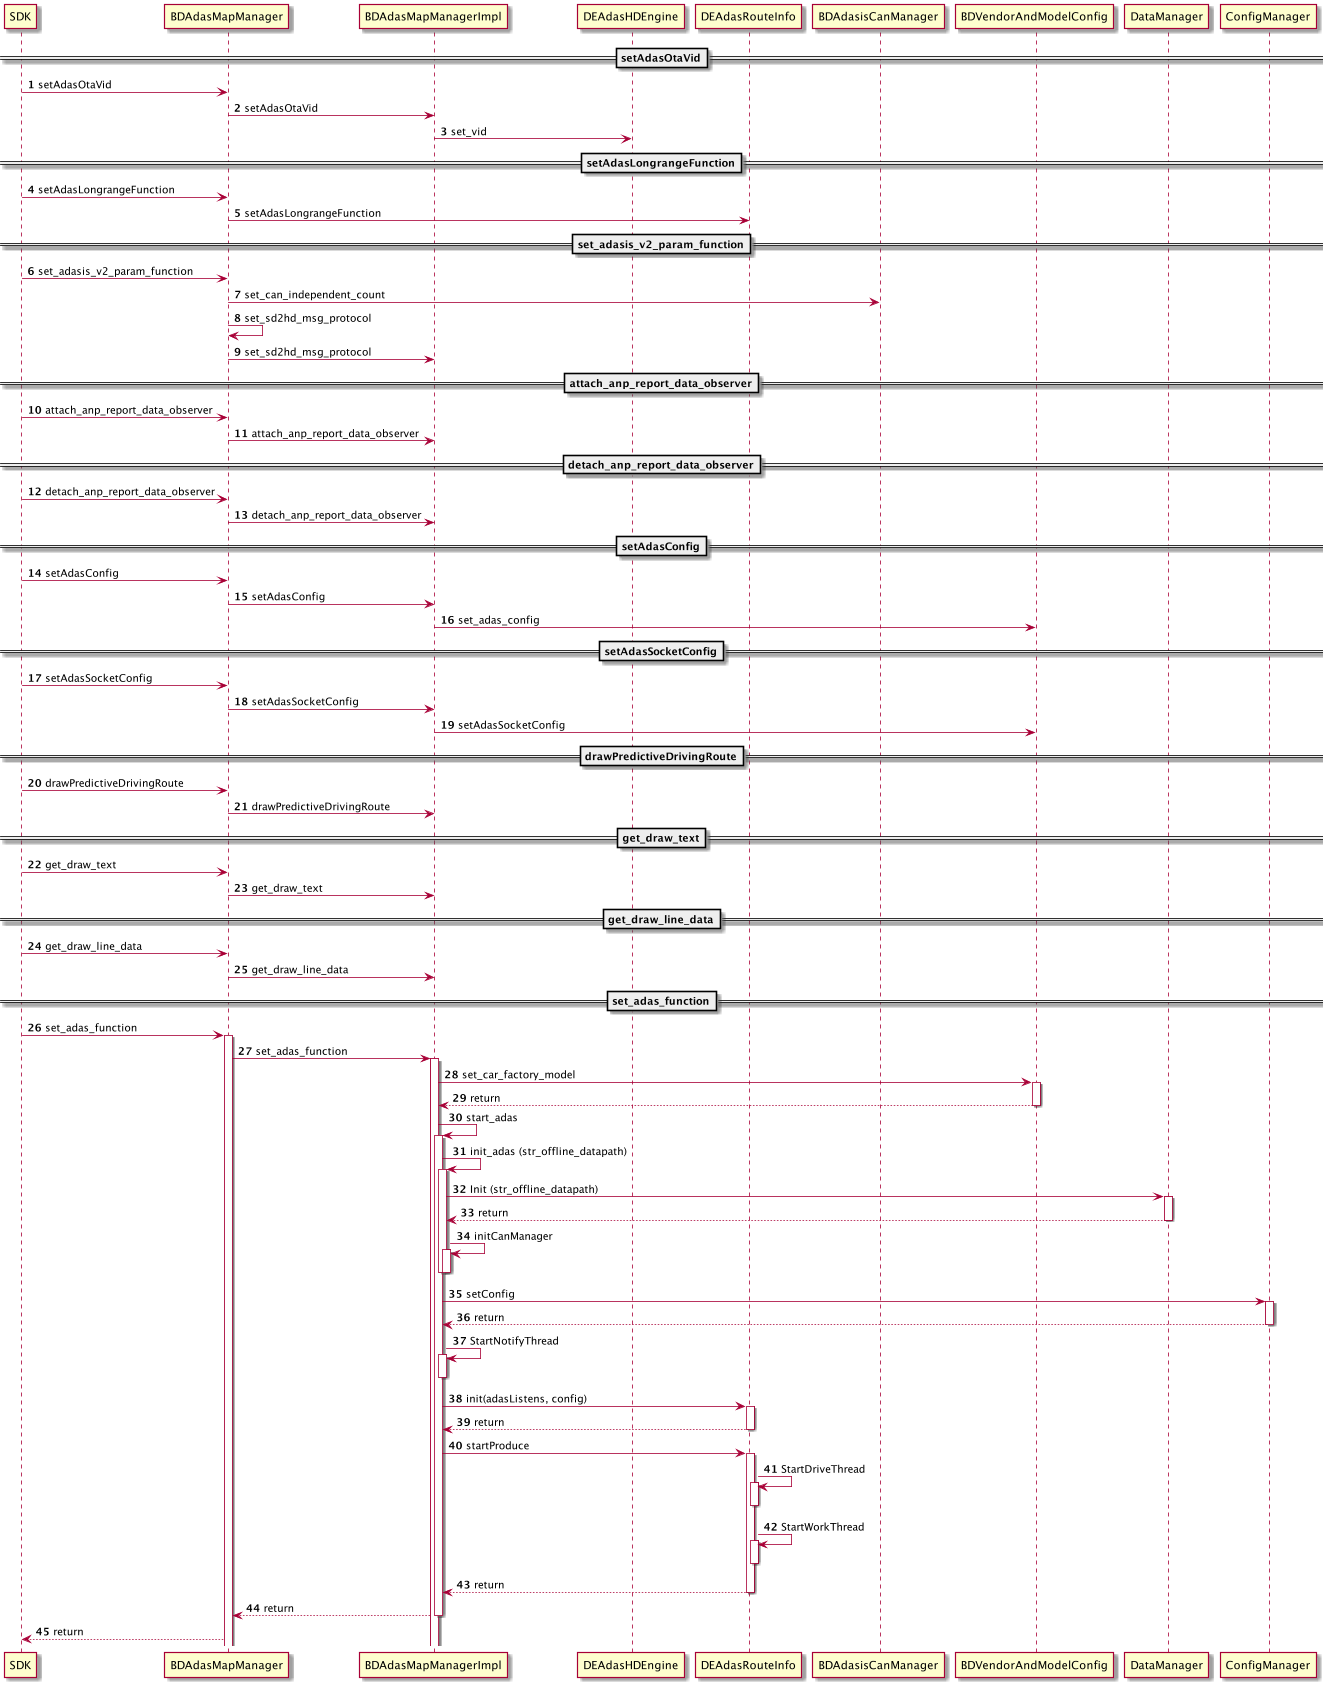 SDK BDAdasMapManager BDAdasMapManagerImpl DEAdasHDEngine DEAdasRouteInfo BDAdasisCanManager BDVendorAndModelConfig DataManager ConfigManager
setAdasOtaVid
1 setAdasOtaVid
2 setAdasOtaVid
3 set_vid
setAdasLongrangeFunction
4 setAdasLongrangeFunction
5 setAdasLongrangeFunction
set_adasis_v2_param_function
6 set_adasis_v2_param_function
7 set_can_independent_count
8 set_sd2hd_msg_protocol
9 set_sd2hd_msg_protocol
attach_anp_report_data_observer
10 attach_anp_report_data_observer
11 attach_anp_report_data_observer
detach_anp_report_data_observer
12 detach_anp_report_data_observer
13 detach_anp_report_data_observer
setAdasConfig
14 setAdasConfig
15 setAdasConfig
16 set_adas_config
setAdasSocketConfig
17 setAdasSocketConfig
18 setAdasSocketConfig
19 setAdasSocketConfig
drawPredictiveDrivingRoute
20 drawPredictiveDrivingRoute
21 drawPredictiveDrivingRoute
get_draw_text
22 get_draw_text
23 get_draw_text
get_draw_line_data
24 get_draw_line_data
25 get_draw_line_data
set_adas_function
26 set_adas_function
27 set_adas_function
28 set_car_factory_model
29 return
30 start_adas
31 init_adas (str_offline_datapath)
32 Init (str_offline_datapath)
33 return
34 initCanManager
35 setConfig
36 return
37 StartNotifyThread
38 init(adasListens, config)
39 return
40 startProduce
41 StartDriveThread
42 StartWorkThread
43 return
44 return
45 return
SDK BDAdasMapManager BDAdasMapManagerImpl DEAdasHDEngine DEAdasRouteInfo BDAdasisCanManager BDVendorAndModelConfig DataManager ConfigManager